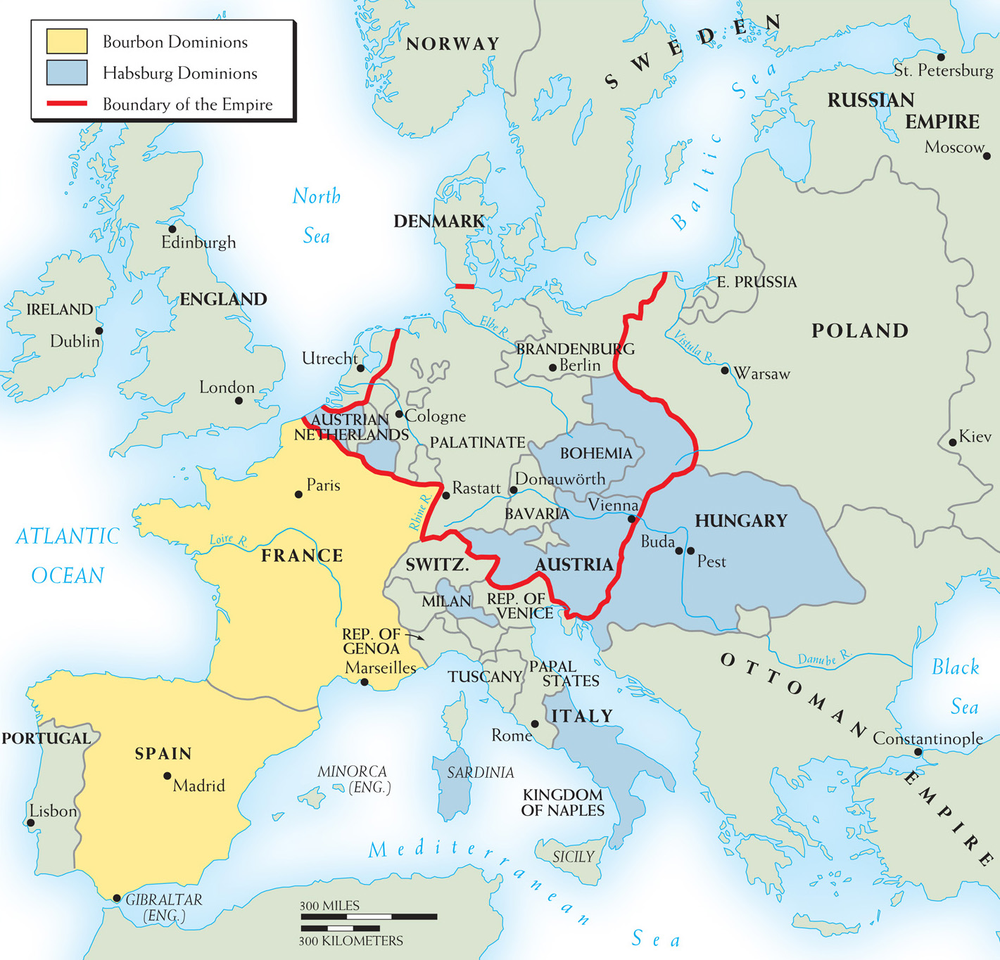 Bourbon Dominions
Habsburg Dominions
Boundary of the Empire
NORWAY
SWEDEN
Baltic Sea
St. Petersburg
RUSSIAN
EMPIRE
Moscow
North
Sea
DENMARK
Edinburgh
ENGLAND
IRELAND
Dublin
London
E. PRUSSIA
POLAND
Elbe R.
BRANDENBURG
Berlin
Vistula R.
Warsaw
Utrecht
AUSTRIAN
NETHERLANDS
Cologne
PALATINATE
BOHEMIA
Kiev
Paris
Rastatt
Donauwörth
Rhine R.
BAVARIA
Vienna
HUNGARY
Buda
Pest
ATLANTIC
OCEAN
Loire R.
FRANCE
SWITZ.
AUSTRIA
MILAN
REP. OF
VENICE
REP. OF
GENOA
Marseilles
TUSCANY
PAPAL
STATES
ITALY
Rome
OTTOMAN
EMPIRE
Danube R.
Black
Sea
Constantinople
PORTUGAL
SPAIN
Madrid
Lisbon
MINORCA
(ENG.)
SARDINIA
KINGDOM
OF NAPLES
SICILY
Mediterranean Sea
GIBRALTAR
(ENG.)
300 MILES
300 KILOMETERS